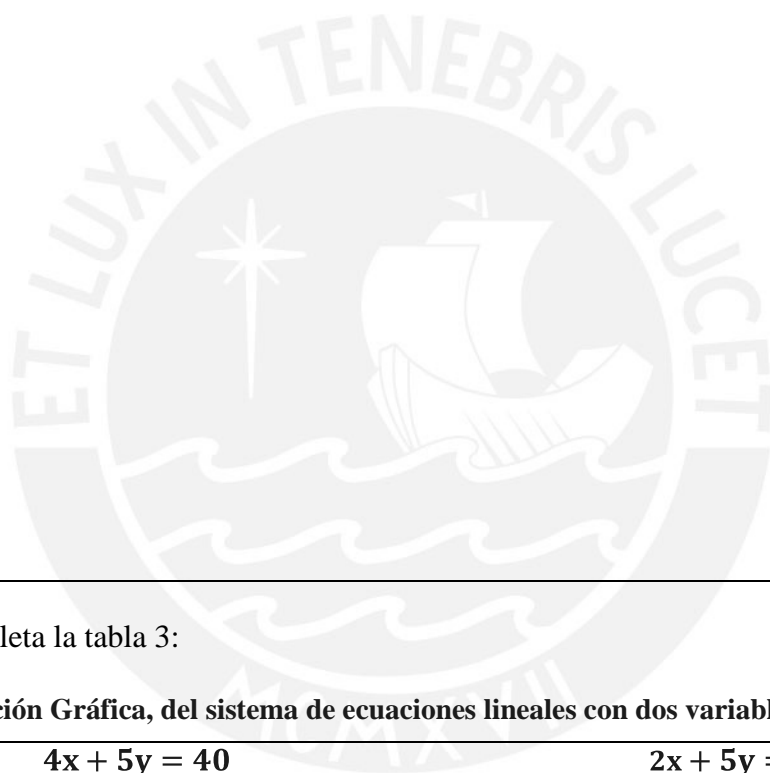 ET LUX IN TENEBRIS LUCET
MCMXVII
leta la tabla 3:
ción Gráfica, del sistema de ecuaciones lineales con dos variabl
4x + 5y = 40
2x + 5y =